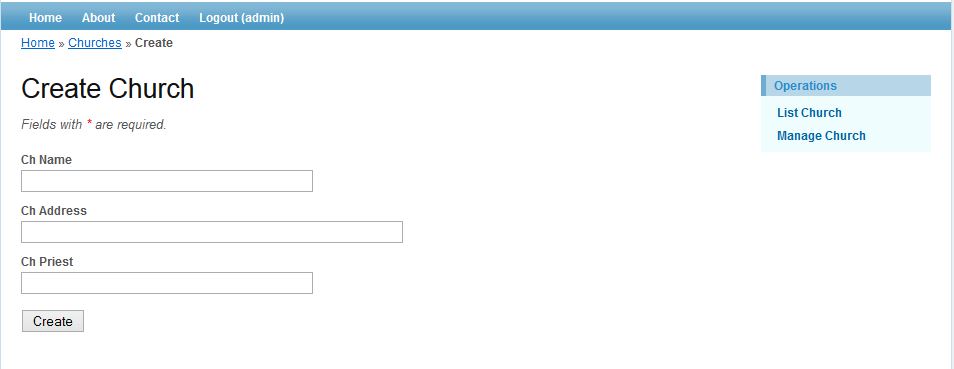 Home About Contact Logout (admin)
Home » Churches » Create
Create Church
Fields with * are required.
Ch Name
Ch Address
Ch Priest
Create
Operations
List Church
Manage Church